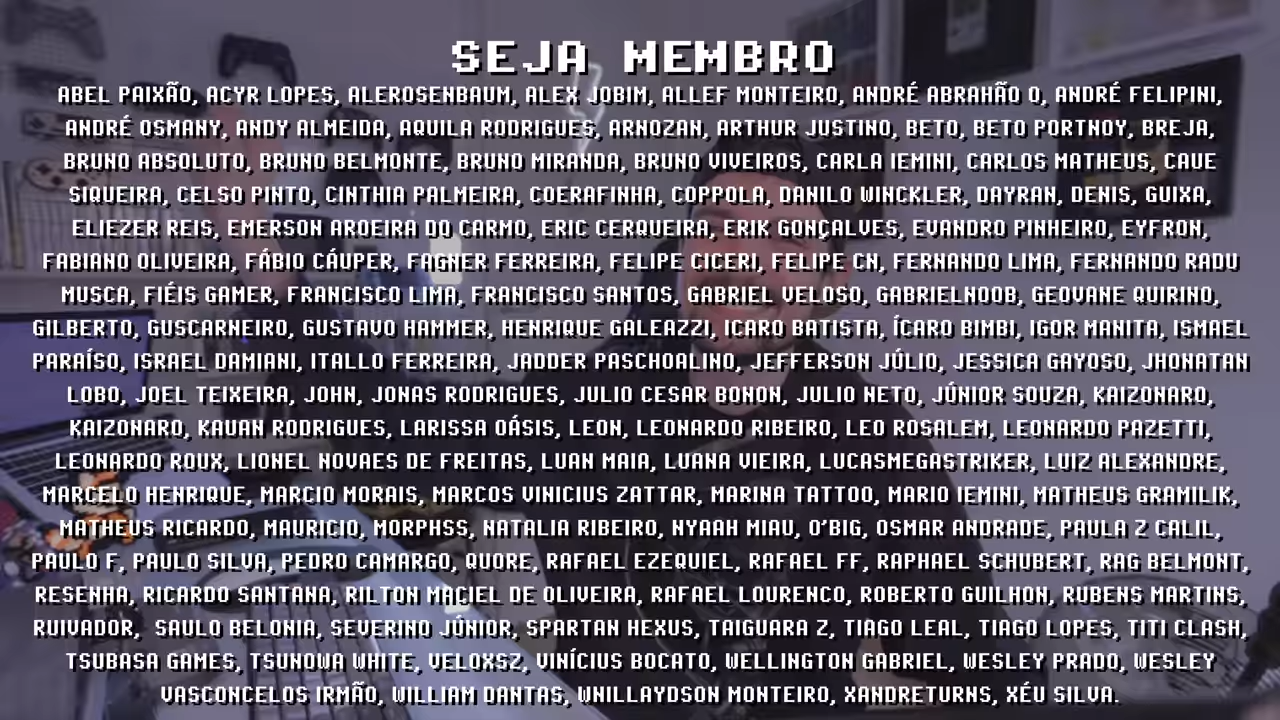 SEJA MEMBRO
ABEL PAIXÃO, ACYR LOPES, ALEROSENBAUM, ALEX JOBIM, ALLEF MONTEIRO, ANDRÉ ABRAHÃO O, ANDRÉ FELIPINI,
ANDRÉ OSMANY, ANDY ALMEIDA, AQUILA RODRIGUES, ARNOZAN, ARTHUR JUSTINO, BETO, BETO PORTNOY, BREJA,
BRUNO ABSOLUTO, BRUNO BELMONTE, BRUNO MIRANDA, BRUNO VIVEIROS, CARLA IEMINI, CARLOS MATHEUS, CAUE
SIQUEIRA, CELSO PINTO, CINTHIA PALMEIRA, COERAFINHA, COPPOLA, DANILO WINCKLER, DAYRAN, DENIS, GUIXA,
ELIEZER REIS, EMERSON AROEIRA DO CARMO, ERIC CERQUEIRA, ERIK GONÇALVES, EVANDRO PINHEIRO, EYFRON,
FABIANO OLIVEIRA, FÁBIO CÁUPER, FAGNER FERREIRA, FELIPE CICERI, FELIPE CN, FERNANDO LIMA, FERNANDO RADU
MUSCA, FIÉIS GAMER, FRANCISCO LIMA, FRANCISCO SANTOS, GABRIEL VELOSO, GABRIELNOOB, GEOVANE QUIRINO,
GILBERTO, GUSCARNEIRO, GUSTAVO HAMMER, HENRIQUE GALEAZZI, ICARO BATISTA, ÍCARO BIMBI, IGOR MANITA, ISMAEL
PARAÍSO, ISRAEL DAMIANI, ITALLO FERREIRA, JADDER PASCHOALINO, JEFFERSON JÚLIO, JESSICA GAYOSO, JHONATAN
LOBO, JOEL TEIXEIRA, JOHN, JONAS RODRIGUES, JULIO CESAR BONON, JULIO NETO, JÚNIOR SOUZA, KAIZONARO,
KAIZONARO, KAUAN RODRIGUES, LARISSA OÁSIS, LEON, LEONARDO RIBEIRO, LEO ROSALEM, LEONARDO PAZETTI,
LEONARDO ROUX, LIONEL NOVAES DE FREITAS, LUAN MAIA, LUANA VIEIRA, LUCASMEGASTRIKER, LUIZ ALEXANDRE,
MARCELO HENRIQUE, MARCIO MORAIS, MARCOS VINICIUS ZATTAR, MARINA TATTOO, MARIO IEMINI, MATHEUS GRAMILIK,
MATHEUS RICARDO, MAURICIO, MORPHSS, NATALIA RIBEIRO, NYAAH MIAU, O'BIG, OSMAR ANDRADE, PAULA Z CALIL,
PAULO F, PAULO SILVA, PEDRO CAMARGO, QUORE, RAFAEL EZEQUIEL, RAFAEL FF, RAPHAEL SCHUBERT, RAG BELMONT,
RESENHA, RICARDO SANTANA, RILTON MACIEL DE OLIVEIRA, RAFAEL LOURENCO, ROBERTO GUILHON, RUBENS MARTINS,
RUIVADOR, SAULO BELONIA, SEVERINO JÚNIOR, SPARTAN HEXUS, TAIGUARA Z, TIAGO LEAL, TIAGO LOPES, TITI CLASH,
TSUBASA GAMES, TSUNOWA WHITE, VELOXSZ, VINÍCIUS BOCATO, WELLINGTON GABRIEL, WESLEY PRADO, WESLEY
VASCONCELOS IRMÃO, WILLIAM DANTAS, WNILLAYDSON MONTEIRO, XANDRETURNS, XÉU SILVA.